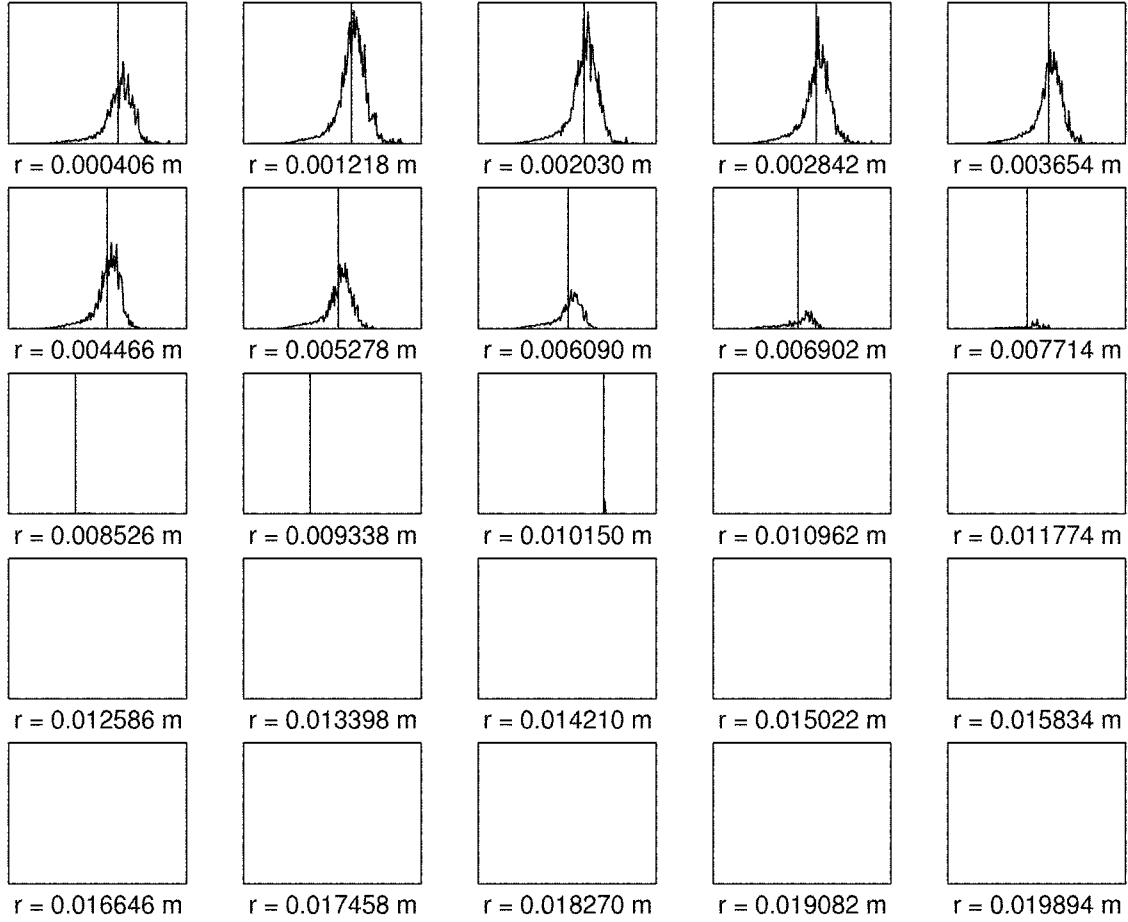 r = 0.000406 m
r = 0.001218 m
r = 0.002030 m
r = 0.002842 m
r = 0.003654 m
r = 0.004466 m
r = 0.005278 m
r = 0.006090 m
r = 0.006902 m
r = 0.007714 m
r = 0.008526 m
r = 0.009338 m
r = 0.010150 m
r = 0.010962 m
r = 0.011774 m
r = 0.012586 m
r = 0.013398 m
r = 0.014210 m
r = 0.015022 m
r = 0.015834 m
r = 0.016646 m
r = 0.017458 m
r = 0.018270 m
r = 0.019082 m
r = 0.019894 m